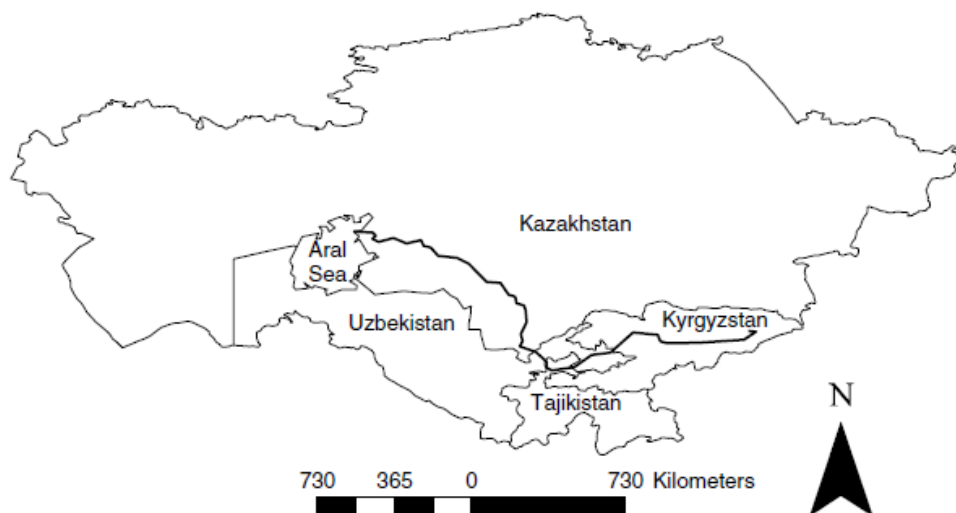 Kazakhstan
Aral
Sea
Uzbekistan
Kyrgyzstan
Tajikistan
N
730 365 0 730 Kilometers